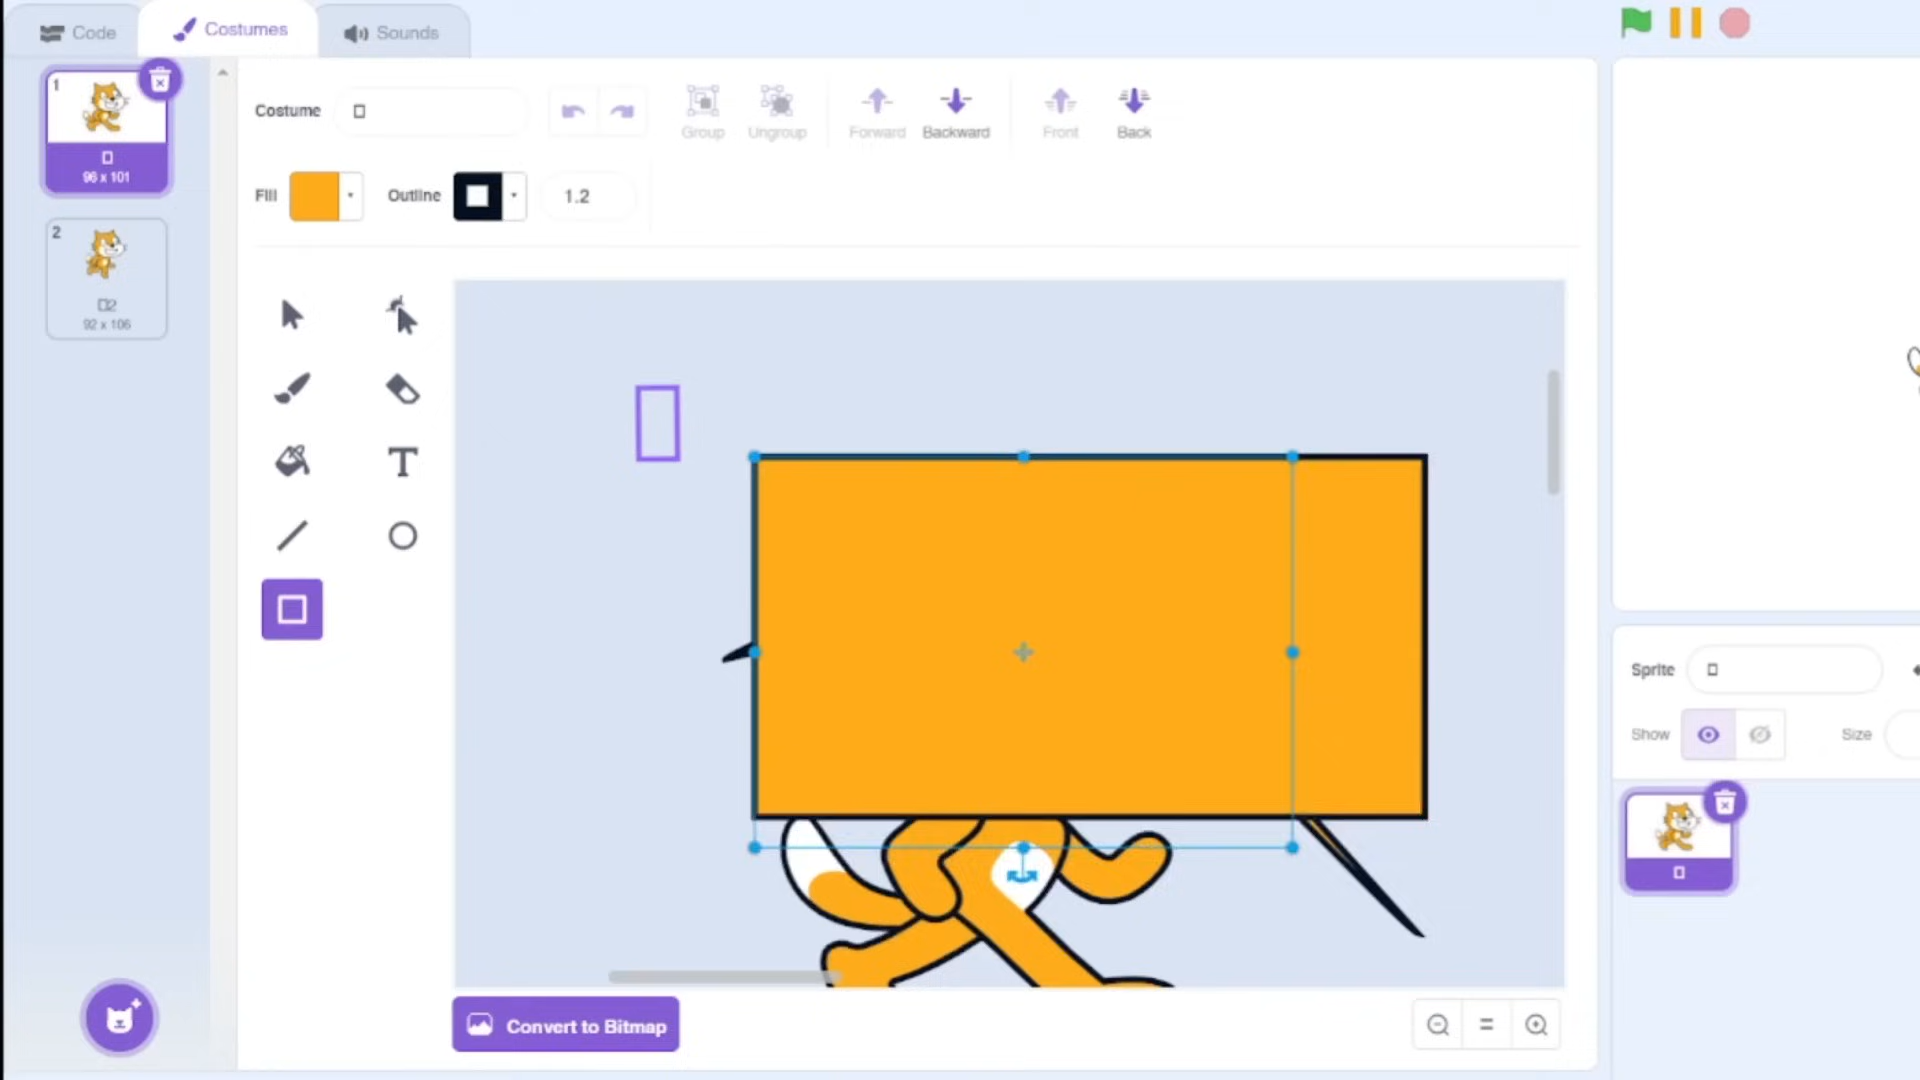 Code
Costumes
Sounds
1
96 x 101
2
2
92 x 106
Costume
Group
Ungroup
Forward
Backward
Front
Back
Fill
Outline
1.2
T
Convert to Bitmap
Sprite
Show
Size